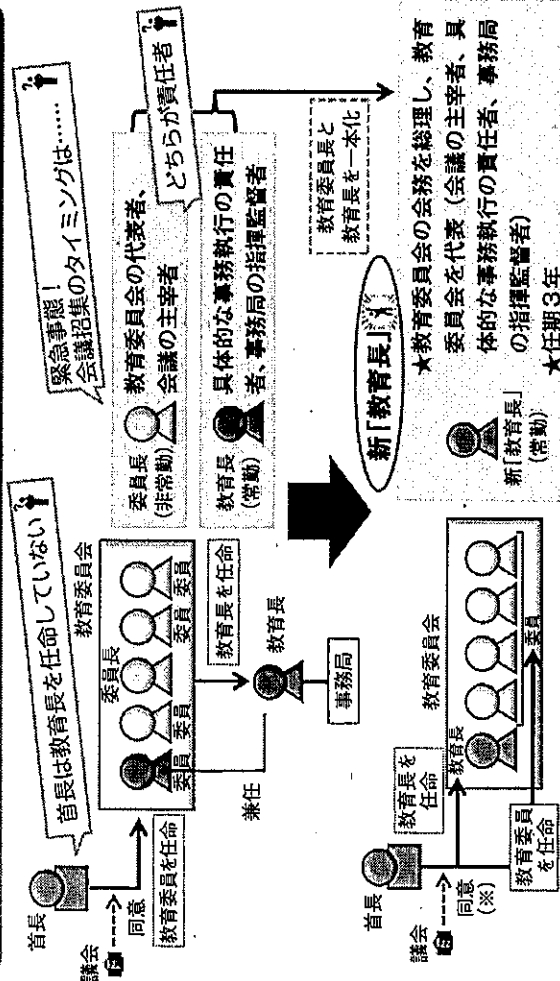 首長は教育長を任命していない
緊急事態！
会議招集のタイミングは……
首長
議会
同意
教育委員を任命
教育委員会
委員長
委員
委員
委員
委員
兼任
教育長を任命
教育長
事務局
委員長
(非常勤)
教育委員会の代表者、
会議の主宰者
教育長
(常勤)
具体的な事務執行の責任
者、事務局の指揮監督者
どちらが責任者
教育委員長と
教育長を一本化
首長
議会
同意
(※)
教育長を
任命
教育委員
を任命
教育委員会
教育長
委員
新「教育長」
新「教育長」
(常勤)
★教育委員会の会務を総理し、教育
委員会を代表（会議の主宰者、具
体的な事務執行の責任者、事務局
の指揮監督者）
★任期3年